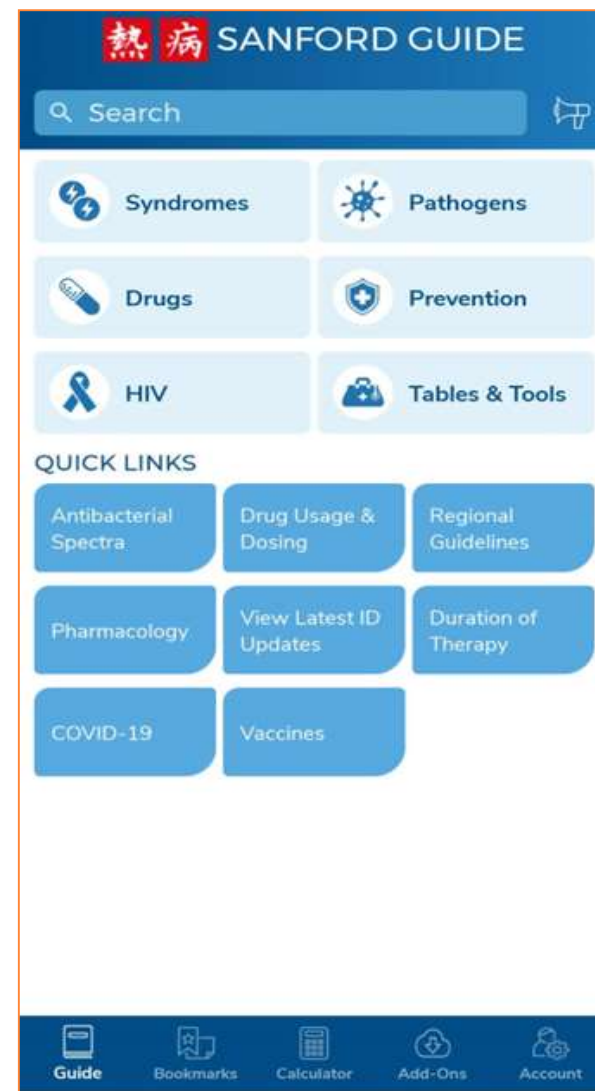 熱 病 SANFORD GUIDE
Search
Syndromes
Pathogens
Drugs
Prevention
HIV
Tables & Tools
QUICK LINKS
Antibacterial
Spectra
Drug Usage &
Dosing
Regional
Guidelines
Pharmacology
View Latest ID
Updates
Duration of
Therapy
COVID-19
Vaccines
Guide
Bookmarks
Calculator
Add-Ons
Account